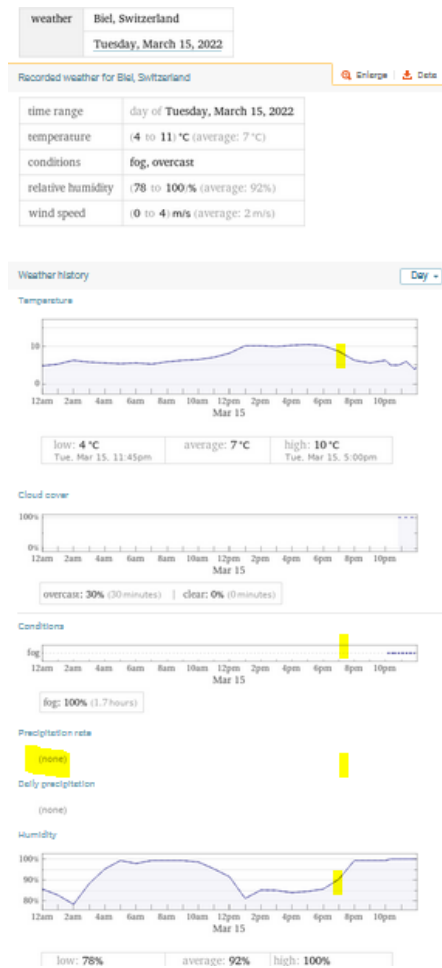 weather Biel, Switzerland
Tuesday, March 15, 2022
Recorded weather for Biel, Switzerland Enlarge Data
time range day of Tuesday, March 15, 2022
temperature (4 to 11) °C (average: 7 °C)
conditions fog, overcast
relative humidity (78 to 100)% (average: 92%)
wind speed (0 to 4) m/s (average: 2 m/s)
Weather history Day
Temperature
10
0
12am 2am 4am 6am 8am 10am 12pm 2pm 4pm 6pm 8pm 10pm
Mar 15
low: 4 °C average: 7 °C high: 10 °C
Tue, Mar 15, 11:45pm Tue, Mar 15, 5:00pm
Cloud cover
100%
0%
12am 2am 4am 6am 8am 10am 12pm 2pm 4pm 6pm 8pm 10pm
Mar 15
overcast: 30% (30 minutes) | clear: 0% (0 minutes)
Conditions
fog
12am 2am 4am 6am 8am 10am 12pm 2pm 4pm 6pm 8pm 10pm
Mar 15
fog: 100% (1.7 hours)
Precipitation rate
(none)
Daily precipitation
(none)
Humidity
100%
90%
80%
12am 2am 4am 6am 8am 10am 12pm 2pm 4pm 6pm 8pm 10pm
Mar 15
low: 78% average: 92% high: 100%